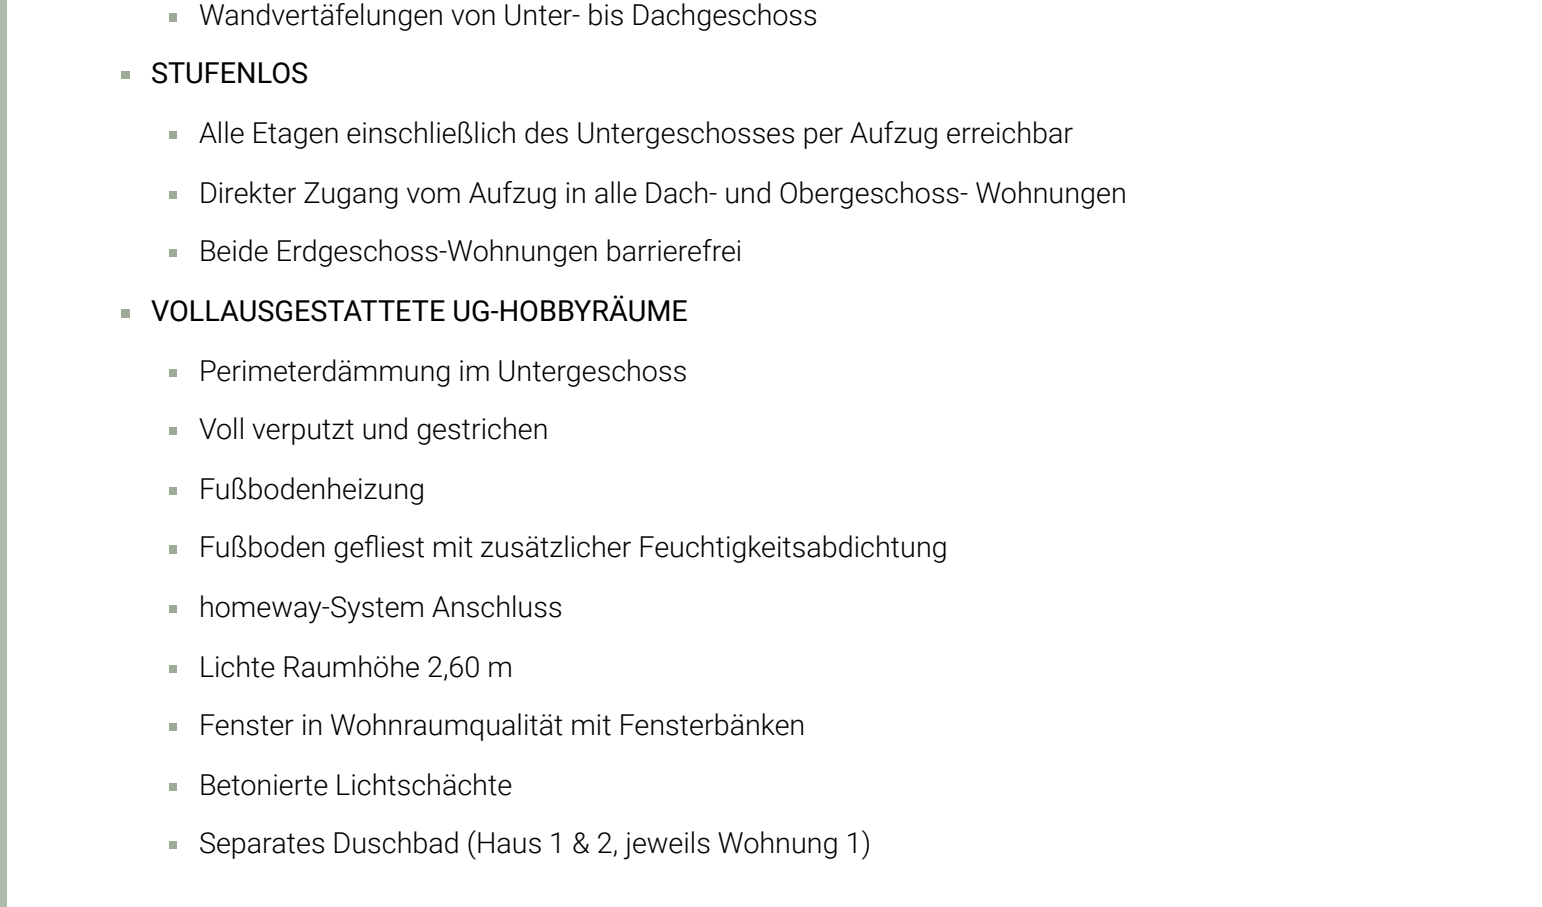 Wandvertäfelungen von Unter- bis Dachgeschoss
STUFENLOS
Alle Etagen einschließlich des Untergeschosses per Aufzug erreichbar
Direkter Zugang vom Aufzug in alle Dach- und Obergeschoss- Wohnungen
Beide Erdgeschoss-Wohnungen barrierefrei
VOLLAUSGESTATTETE UG-HOBBYRÄUME
Perimeterdämmung im Untergeschoss
Voll verputzt und gestrichen
Fußbodenheizung
Fußboden gefliest mit zusätzlicher Feuchtigkeitsabdichtung
homeway-System Anschluss
Lichte Raumhöhe 2,60 m
Fenster in Wohnraumqualität mit Fensterbänken
Betonierte Lichtschächte
Separates Duschbad (Haus 1 & 2, jeweils Wohnung 1)